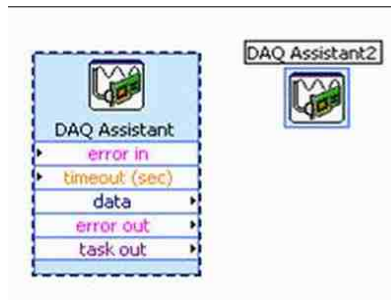 DAQ Assistant2
DAQ Assistant
error in
timeout (sec)
data
error out
task out